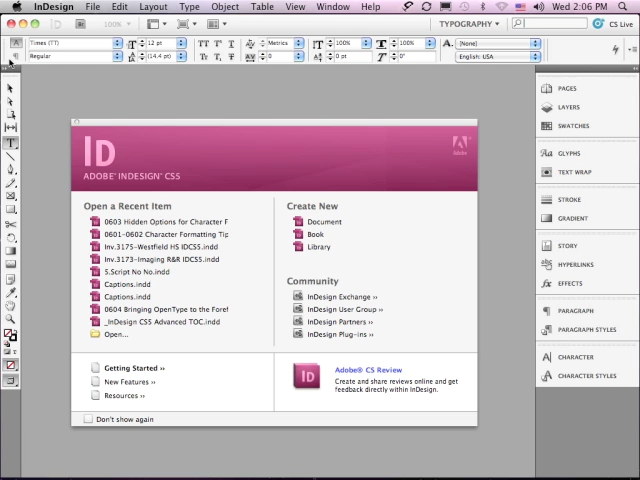 InDesign File Edit Layout Type Object Table View Window Help Wed 2:06 PM
Br 100% TYPOGRAPHY CS Live
A Times (TT) 12 pt TT Tr T Metrics 100% 100% A. [None]
¶ Regular (14.4 pt) 0 0 pt 0° English: USA
Id
ADOBE® INDESIGN® CS5
Adobe
Open a Recent Item
0603 Hidden Options for Character F
0601-0602 Character Formatting Tip
Inv.3175-Westfield HS IDCS5.indd
Inv.3173-Imaging R&R IDCS5.indd
5.Script No No.indd
Captions.indd
Captions.indd
0604 Bringing OpenType to the Foref
_InDesign CS5 Advanced TOC.indd
Open...
Create New
Document
Book
Library
Community
InDesign Exchange ››
InDesign User Group ››
InDesign Partners ››
InDesign Plug-ins ››
Getting Started ››
New Features ››
Resources ››
Id
Adobe® CS Review
Create and share reviews online and get
feedback directly within InDesign.
Don't show again
PAGES
LAYERS
SWATCHES
GLYPHS
TEXT WRAP
STROKE
GRADIENT
STORY
HYPERLINKS
fx EFFECTS
PARAGRAPH
PARAGRAPH STYLES
CHARACTER
CHARACTER STYLES